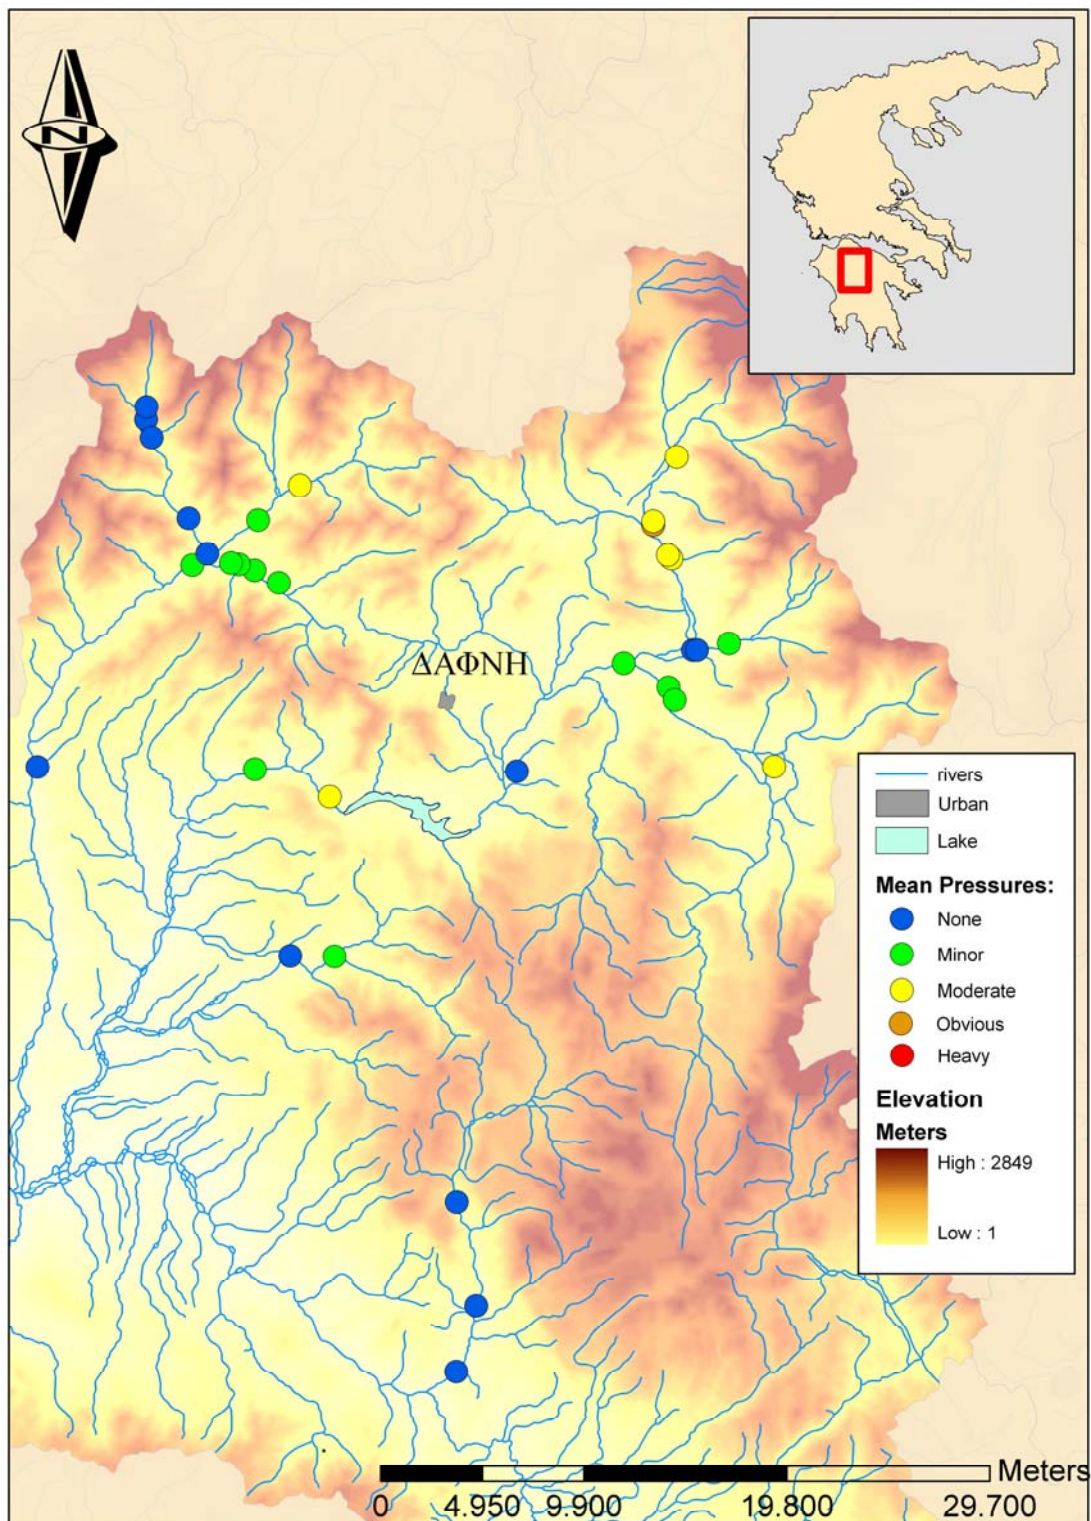 N
ΔΑΦΝΗ
rivers
Urban
Lake
Mean Pressures:
None
Minor
Moderate
Obvious
Heavy
Elevation
Meters
High : 2849
Low : 1
Meters
0 4.950 9.900 19.800 29.700